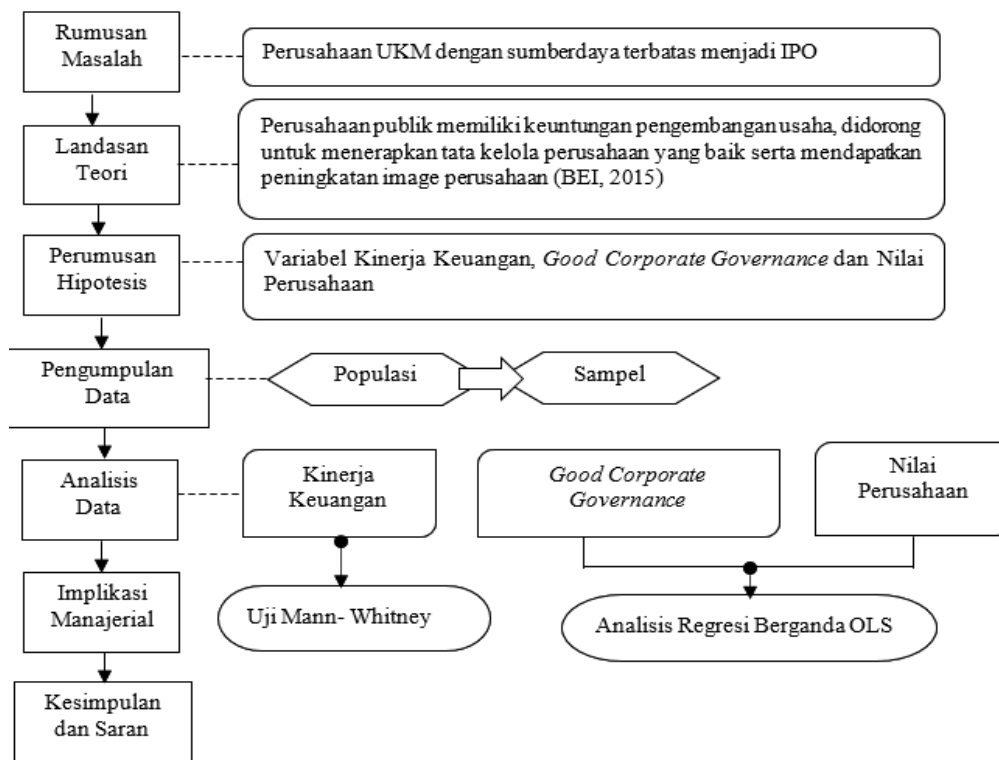 Rumusan
Masalah
Perusahaan UKM dengan sumberdaya terbatas menjadi IPO
Landasan
Teori
Perusahaan publik memiliki keuntungan pengembangan usaha, didorong
untuk menerapkan tata kelola perusahaan yang baik serta mendapatkan
peningkatan image perusahaan (BEI, 2015)
Perumusan
Hipotesis
Variabel Kinerja Keuangan, Good Corporate Governance dan Nilai
Perusahaan
Pengumpulan
Data
Populasi
Sampel
Analisis
Data
Kinerja
Keuangan
Good Corporate
Governance
Nilai
Perusahaan
Implikasi
Manajerial
Uji Mann- Whitney
Analisis Regresi Berganda OLS
Kesimpulan
dan Saran